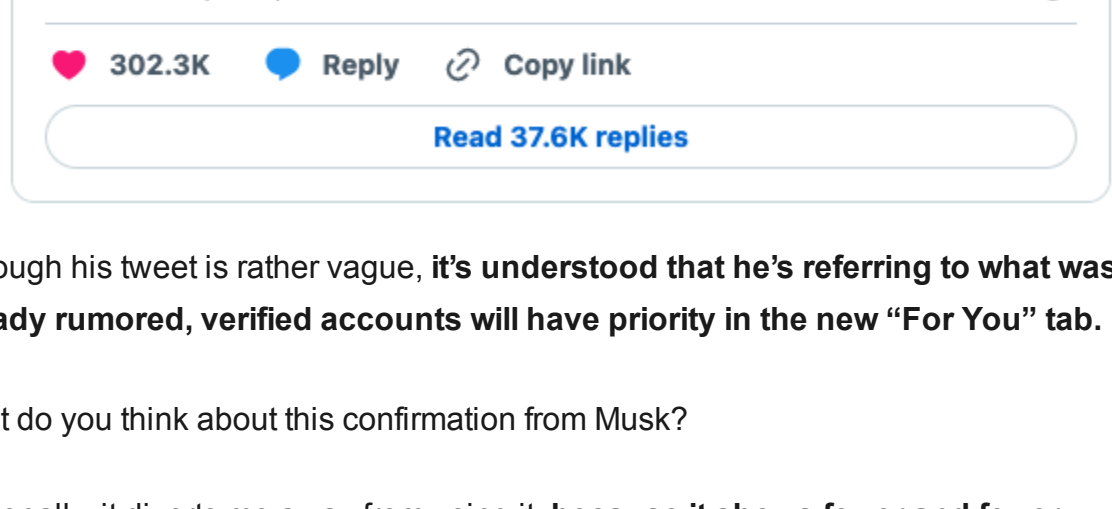 302.3K Reply Copy link
Read 37.6K replies
ough his tweet is rather vague, it's understood that he's referring to what was
ady rumored, verified accounts will have priority in the new “For You” tab.
t do you think about this confirmation from Musk?